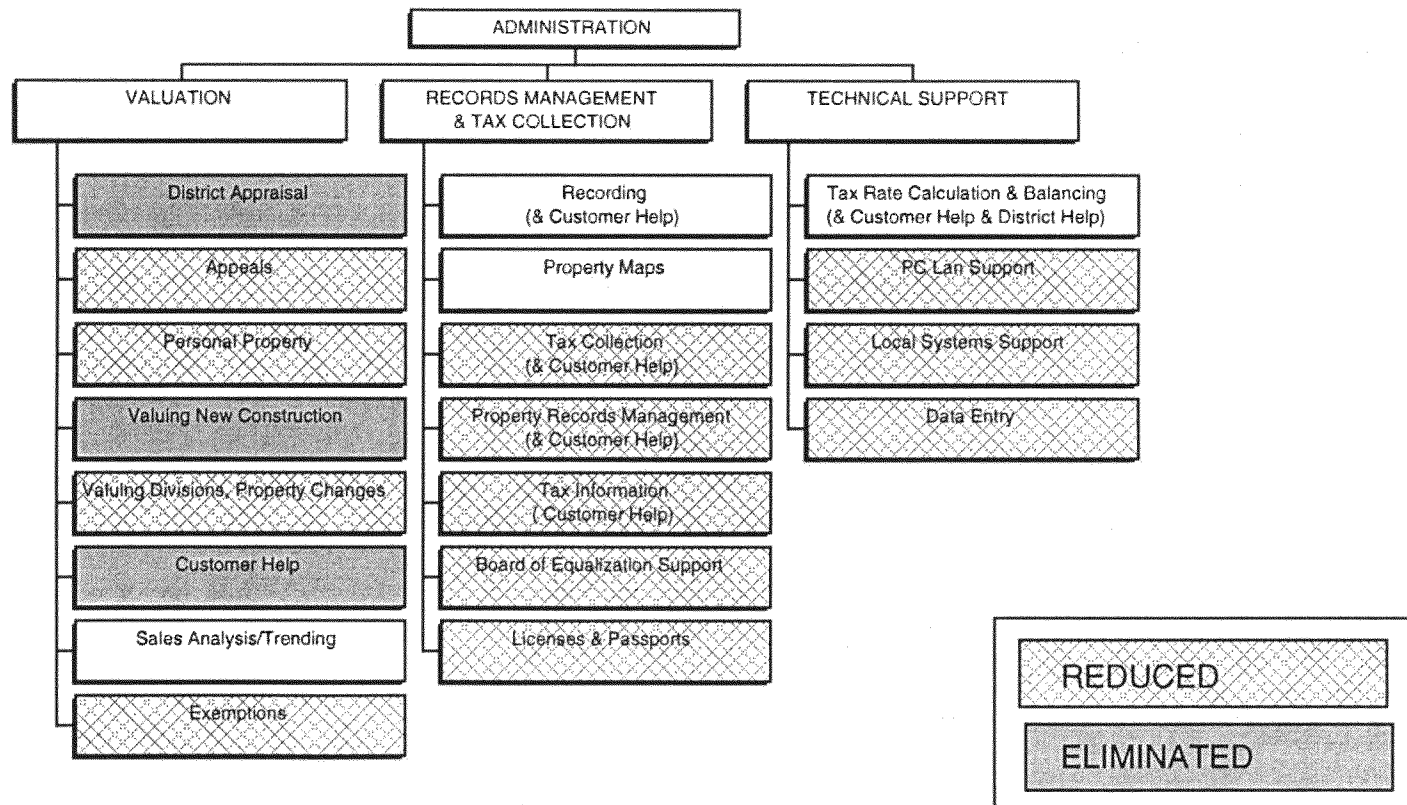 ADMINISTRATION
VALUATION
RECORDS MANAGEMENT
& TAX COLLECTION
TECHNICAL SUPPORT
District Appraisal
Appeals
Personal Property
Valuing New Construction
Valuing Divisions, Property Changes
Customer Help
Sales Analysis/Trending
Exemptions
Recording
(& Customer Help)
Property Maps
Tax Collection
(& Customer Help)
Property Records Management
(& Customer Help)
Tax Information
( Customer Help)
Board of Equalization Support
Licenses & Passports
Tax Rate Calculation & Balancing
(& Customer Help & District Help)
PC Lan Support
Local Systems Support
Data Entry
REDUCED
ELIMINATED